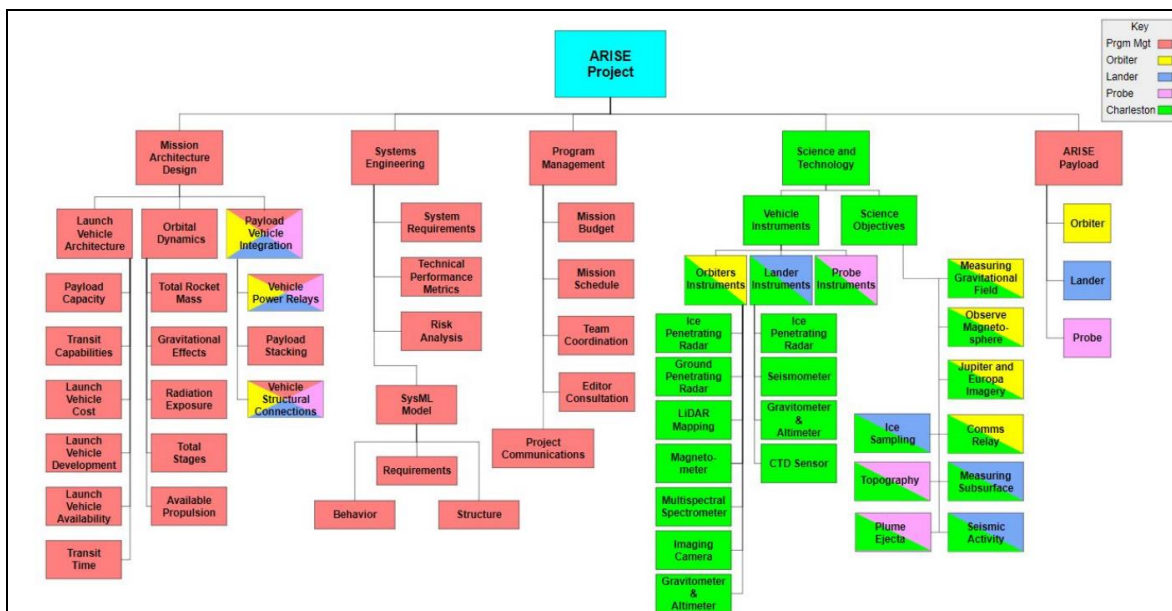 ARISE
Project
Key
Prgm Mgt
Orbiter
Lander
Probe
Charleston
Mission
Architecture
Design
Systems
Engineering
Program
Management
Science and
Technology
ARISE
Payload
Launch
Vehicle
Architecture
Orbital
Dynamics
Payload
Vehicle
Integration
Payload
Capacity
Transit
Capabilities
Launch
Vehicle
Cost
Launch
Vehicle
Development
Launch
Vehicle
Availability
Transit
Time
Total Rocket
Mass
Gravitational
Effects
Radiation
Exposure
Total
Stages
Available
Propulsion
Vehicle
Power Relays
Payload
Stacking
Vehicle
Structural
Connections
System
Requirements
Technical
Performance
Metrics
Risk
Analysis
SysML
Model
Requirements
Behavior
Structure
Mission
Budget
Mission
Schedule
Team
Coordination
Editor
Consultation
Project
Communications
Vehicle
Instruments
Science
Objectives
Orbiters
Instruments
Lander
Instruments
Probe
Instruments
Ice
Penetrating
Radar
Ground
Penetrating
Radar
LiDAR
Mapping
Magneto-
meter
Multispectral
Spectrometer
Imaging
Camera
Gravitometer
&
Altimeter
Ice
Penetrating
Radar
Seismometer
Gravitometer
&
Altimeter
CTD Sensor
Measuring
Gravitational
Field
Observe
Magneto-
sphere
Jupiter and
Europa
Imagery
Ice
Sampling
Comms
Relay
Topography
Measuring
Subsurface
Plume
Ejecta
Seismic
Activity
Orbiter
Lander
Probe